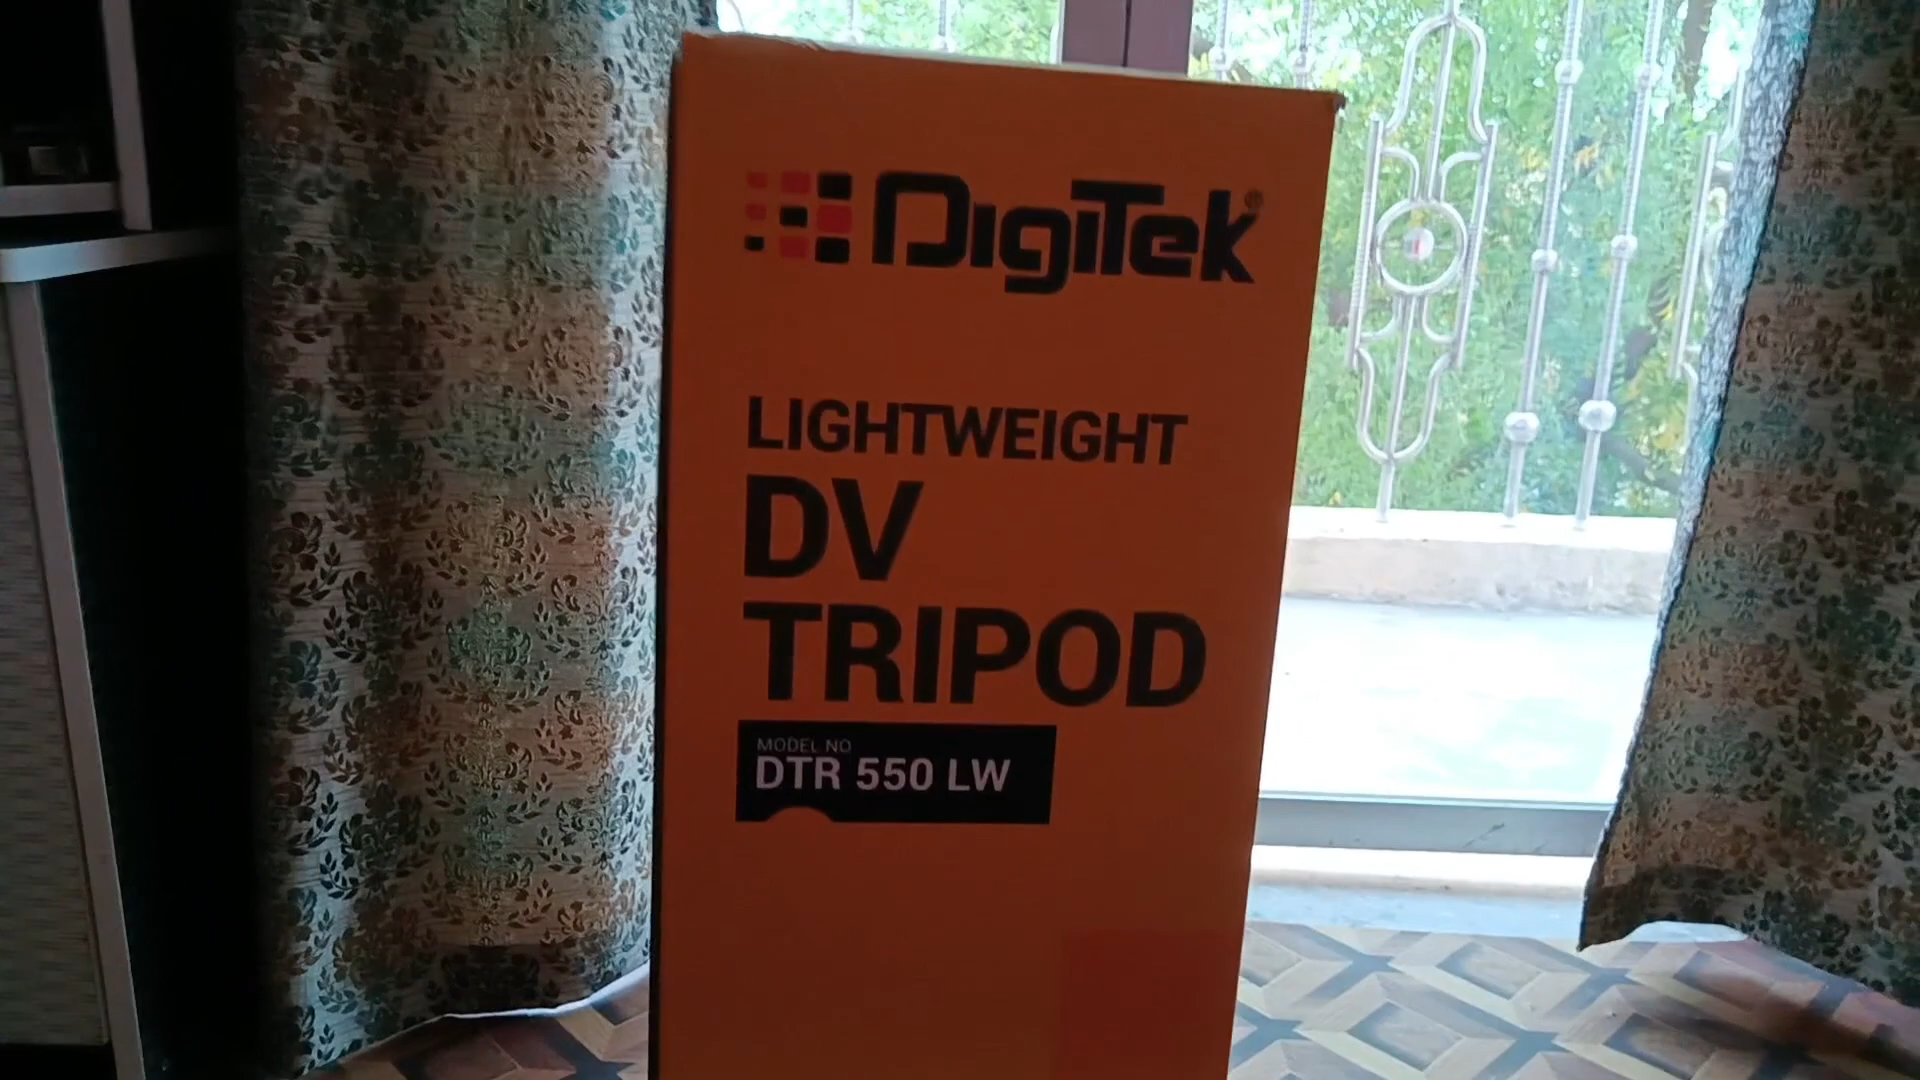 DIGITEK®
LIGHTWEIGHT
DV
TRIPOD
MODEL NO
DTR 550 LW